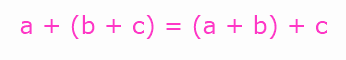 a + (b + c) = (a + b) + c